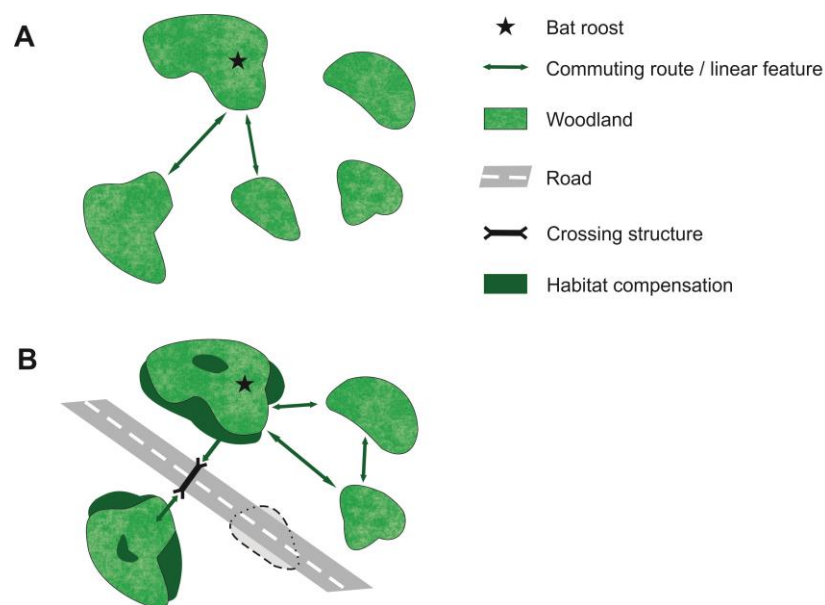 A
Bat roost
Commuting route / linear feature
Woodland
Road
Crossing structure
Habitat compensation
B